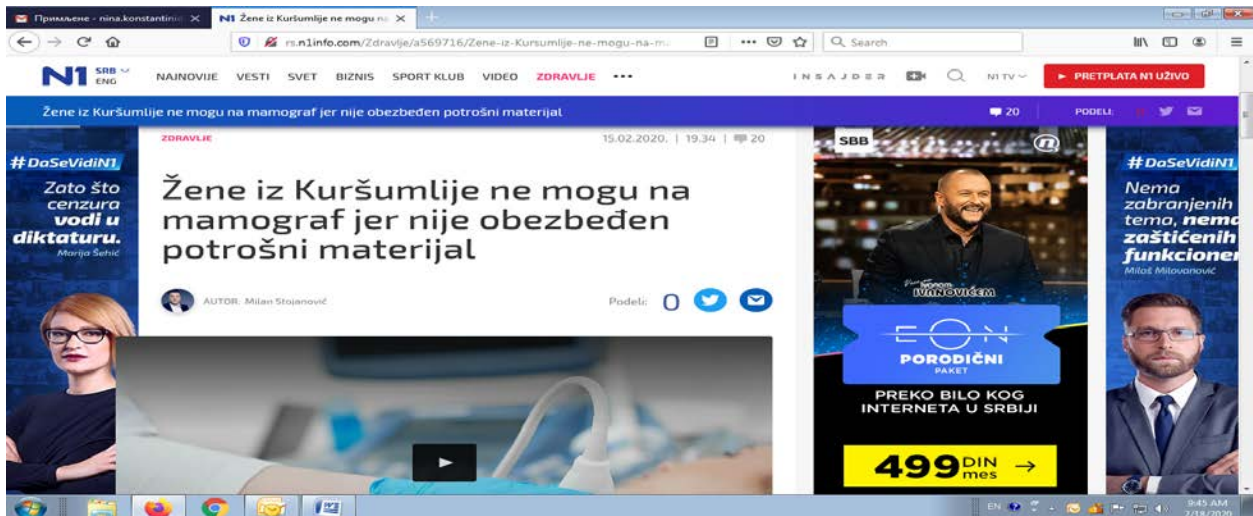 Примљене - nina.konstantini
N1 Žene iz Kuršumlije ne mogu na
rs.n1info.com/Zdravlje/a569716/Zene-iz-Kursumlije-ne-mogu-na-m
Search
N1 SRB
ENG
NAJNOVIJE VESTI SVET BIZNIS SPORT KLUB VIDEO ZDRAVLJE
INSAJDER
N1 TV
PRETPLATA N1 UŽIVO
Žene iz Kuršumlije ne mogu na mamograf jer nije obezbeđen potrošni materijal
20
PODELI:
ZDRAVLJE
15.02.2020. | 19.34 | 20
Žene iz Kuršumlije ne mogu na
mamograf jer nije obezbeđen
potrošni materijal
AUTOR: Milan Stojanović
Podeli: 0
#DaSeVidiN1
Zato što
cenzura
vodi u
diktaturu.
Marija Šehić
SBB
IVANOVIĆEM
EON
PORODIČNI
PAKET
PREKO BILO KOG
INTERNETA U SRBIJI
499 DIN
mes
#DaSeVidiN1
Nema
zabranjenih
tema, nema
zaštićenih
funkcioner
Miloš Milovanović
EN
9:45 AM
2/18/2020